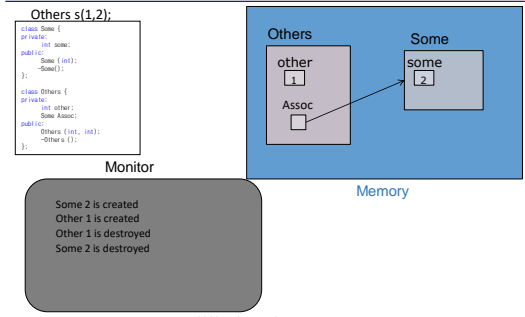 Others s(1,2);
class Some {
private:
int some;
public:
Some (int);
~Some();
};
class Others {
private:
int other;
Some Assoc;
public:
Others (int, int);
~Others ();
};
Monitor
Some 2 is created
Other 1 is created
Other 1 is destroyed
Some 2 is destroyed
Others
other
1
Assoc
Some
some
2
Memory